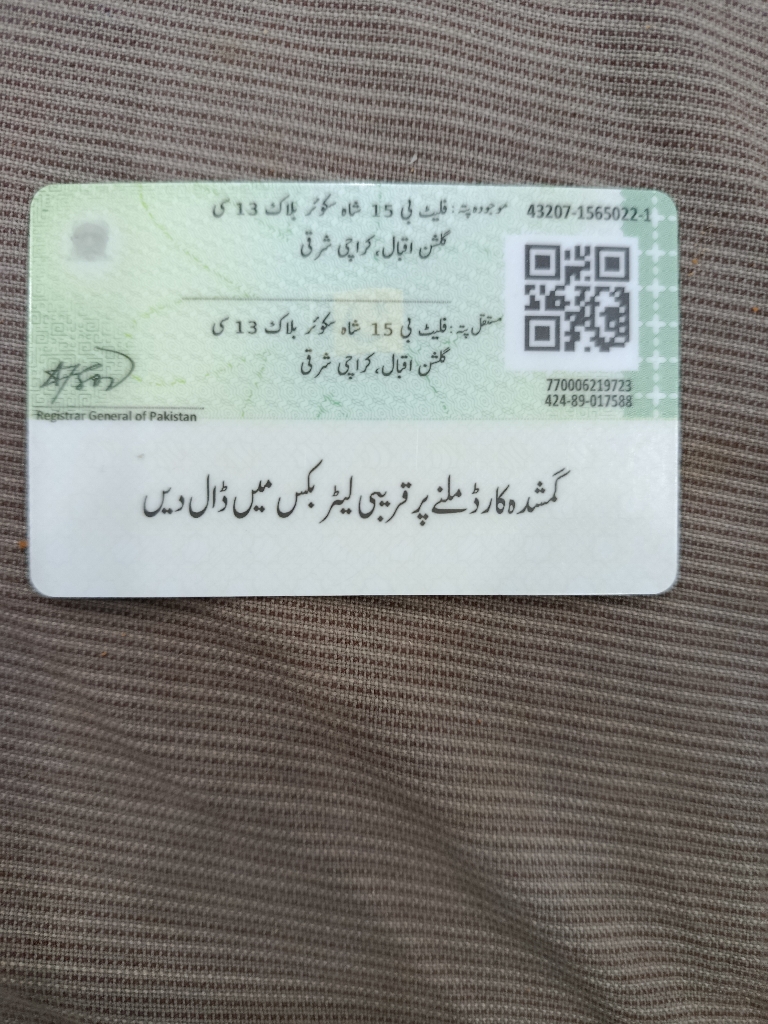 موجودہ پتہ: فلیٹ بی 15 شاہ سکوئر بلاک 13 سی
43207-1565022-1
گلشن اقبال، کراچی شرقی
مستقل پتہ: فلیٹ بی 15 شاہ سکوئر بلاک 13 سی
گلشن اقبال، کراچی شرقی
770006219723
424-89-017588
Registrar General of Pakistan
گمشدہ کارڈ ملنے پر قریبی لیٹر بکس میں ڈال دیں